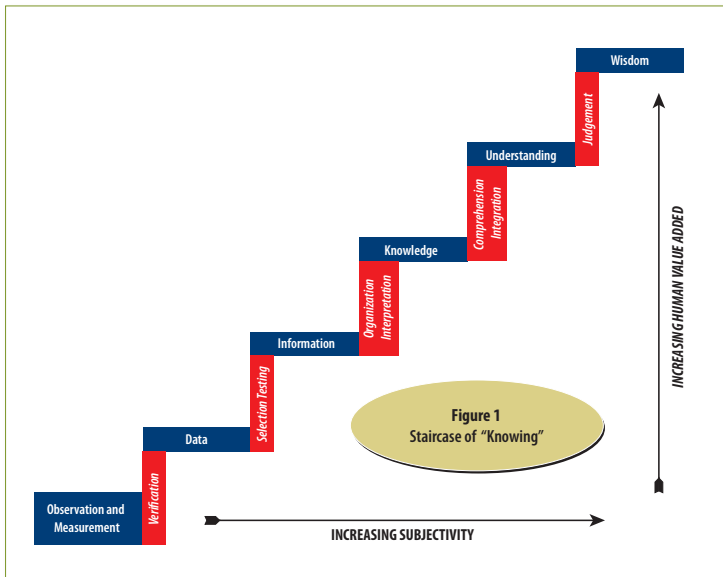 Wisdom
Judgement
Understanding
Comprehension
Integration
Knowledge
Organization
Interpretation
Information
Selection Testing
Data
Verification
Observation and
Measurement
Figure 1
Staircase of “Knowing”
INCREASING SUBJECTIVITY
INCREASING HUMAN VALUE ADDED